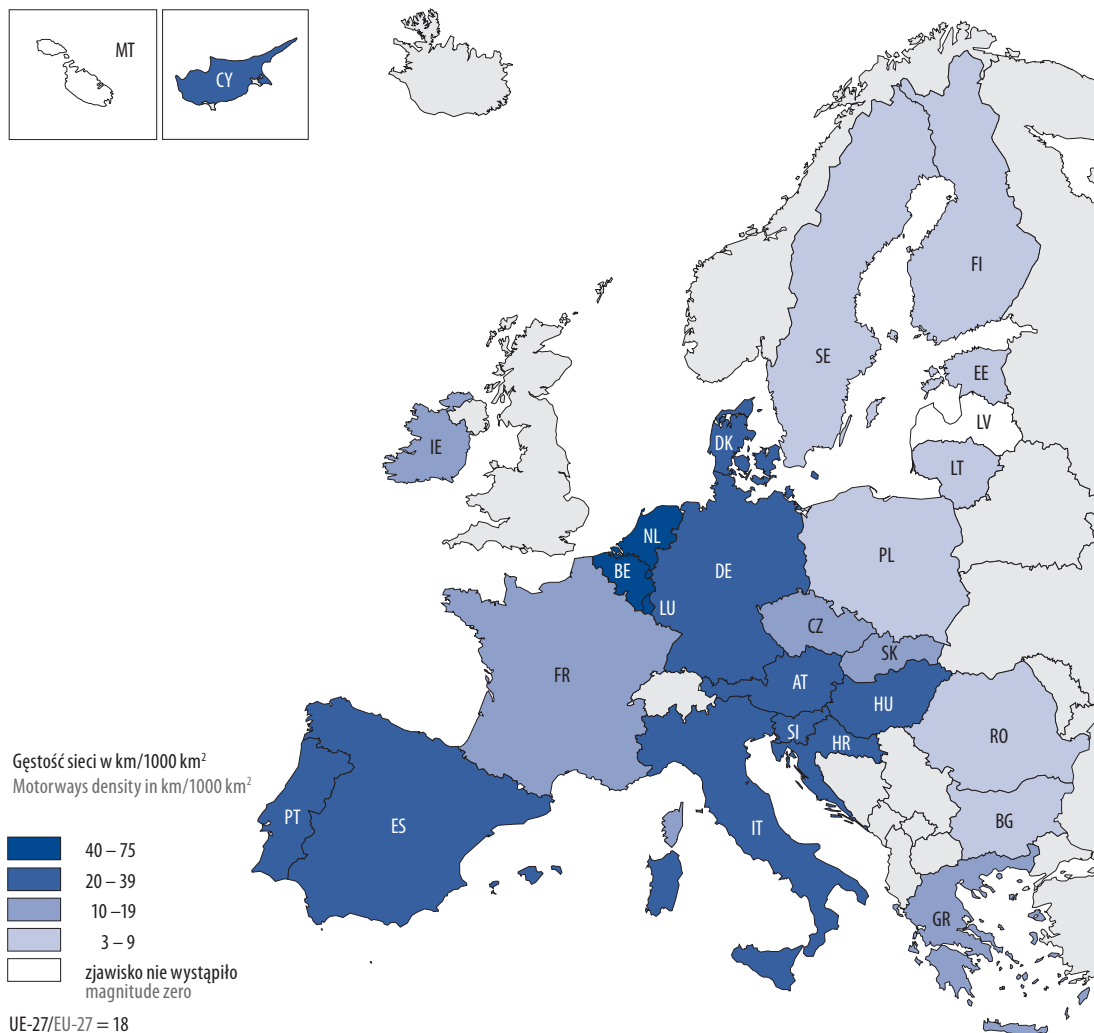 MT
CY
FI
SE
EE
LV
IE
DK
LT
NL
PL
BE
DE
LU
CZ
SK
FR
AT
HU
SI
HR
RO
Gęstość sieci w km/1000 km²
Motorways density in km/1000 km²
PT
ES
IT
BG
40 – 75
20 – 39
10 –19
GR
3 – 9
zjawisko nie wystąpiło
magnitude zero
UE-27/EU-27 = 18